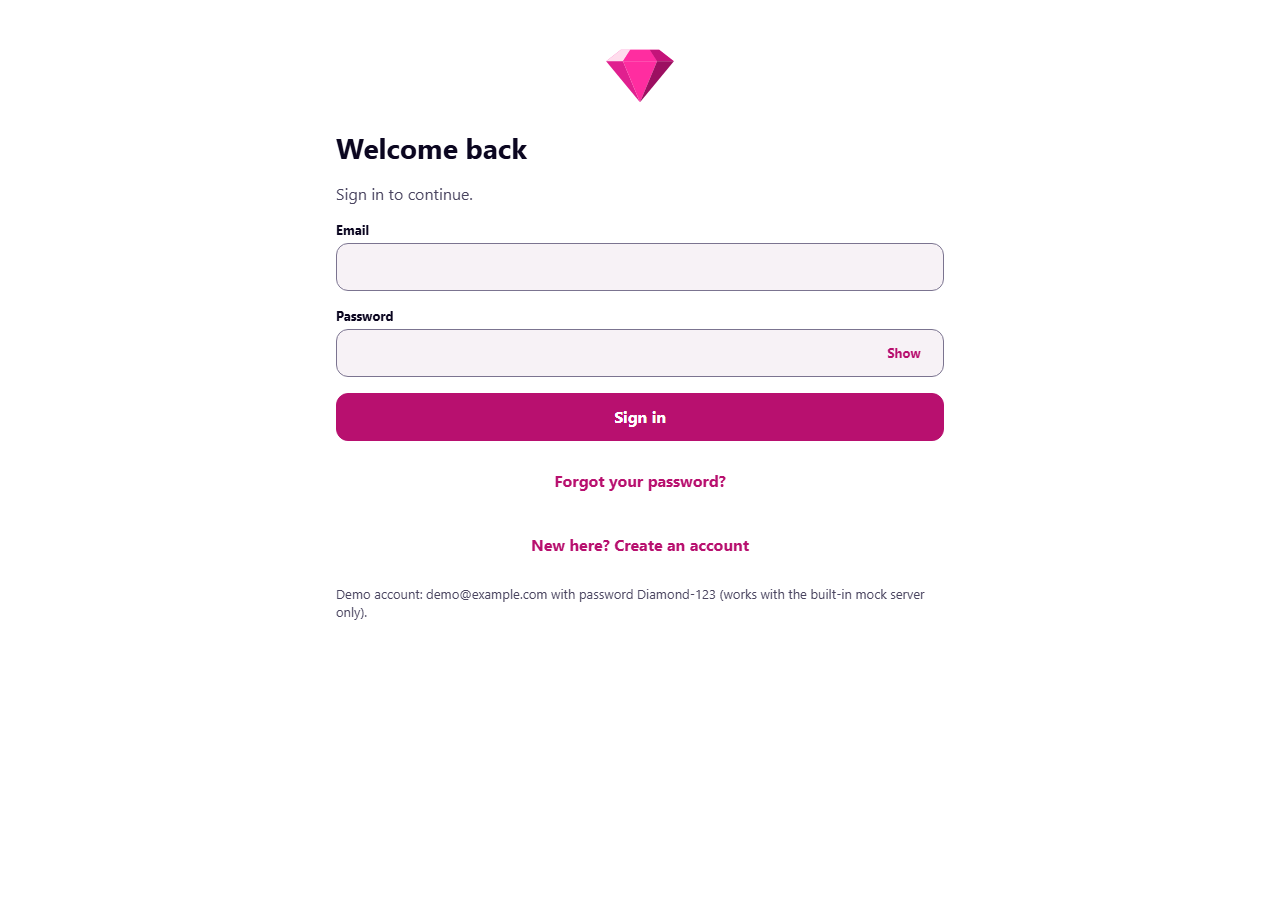 Welcome back
Sign in to continue.
Email
Password
Show
Sign in
Forgot your password?
New here? Create an account
Demo account: demo@example.com with password Diamond-123 (works with the built-in mock server
only).